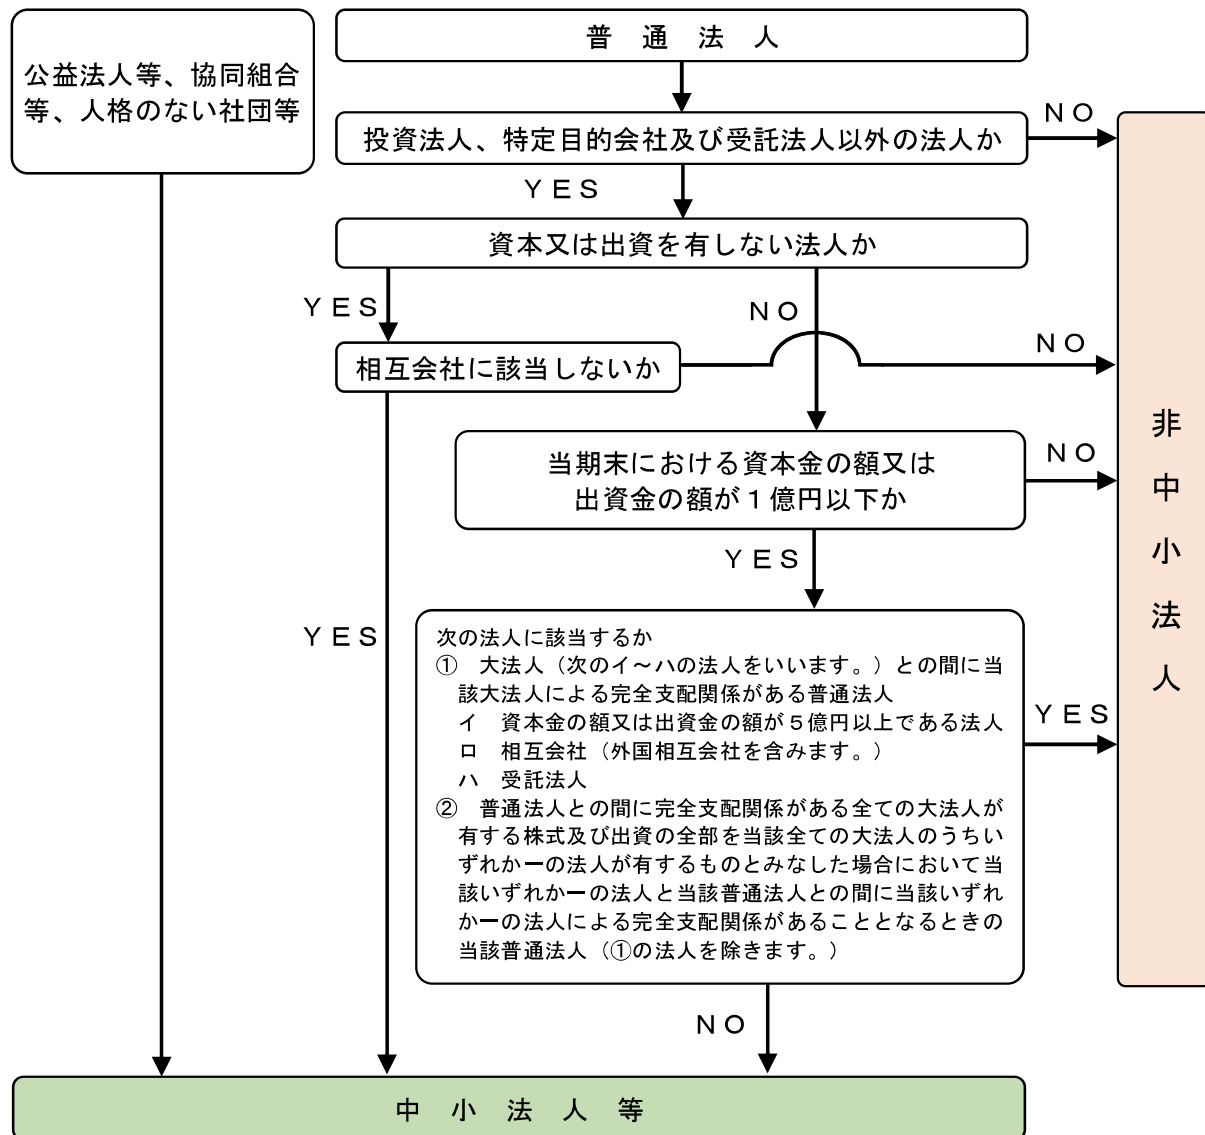 公益法人等、協同組合
等、人格のない社団等
普　通　法　人
投資法人、特定目的会社及び受託法人以外の法人か
ＮＯ
ＹＥＳ
資本又は出資を有しない法人か
ＹＥＳ
ＮＯ
相互会社に該当しないか
ＮＯ
当期末における資本金の額又は
出資金の額が１億円以下か
ＮＯ
ＹＥＳ
ＹＥＳ
次の法人に該当するか
①　大法人（次のイ～ハの法人をいいます。）との間に当
該大法人による完全支配関係がある普通法人
イ　資本金の額又は出資金の額が５億円以上である法人
ロ　相互会社（外国相互会社を含みます。）
ハ　受託法人
②　普通法人との間に完全支配関係がある全ての大法人が
有する株式及び出資の全部を当該全ての大法人のうちい
ずれか一の法人が有するものとみなした場合において当
該いずれか一の法人と当該普通法人との間に当該いずれ
か一の法人による完全支配関係があることとなるときの
当該普通法人（①の法人を除きます。）
ＹＥＳ
ＮＯ
非中小法人
中　小　法　人　等